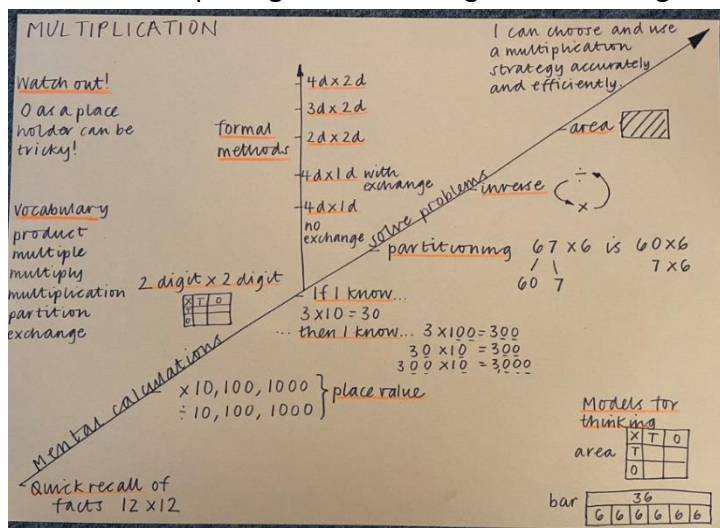 MULTIPLICATION
I can choose and use
a multiplication
strategy accurately
and efficiently.
Watch out!
0 as a place
holder can be
tricky!
formal
methods
4d x 2d
3d x 2d
2d x 2d
4d x 1d with
exchange
4d x 1d
no
exchange
solve problems
area
inverse
÷
x
partitioning 67 x 6 is 60 x 6
7 x 6
60 7
Vocabulary
product
multiple
multiply
multiplication
partition
exchange
2 digit x 2 digit
X T O
T
O
If I know...
3 x 10 = 30
... then I know... 3 x 100 = 300
30 x 10 = 300
300 x 10 = 3,000
Mental calculations
x 10, 100, 1000
÷ 10, 100, 1000
place value
Quick recall of
facts 12 x 12
Models for
thinking
area
X T O
T
O
bar
36
6 6 6 6 6 6